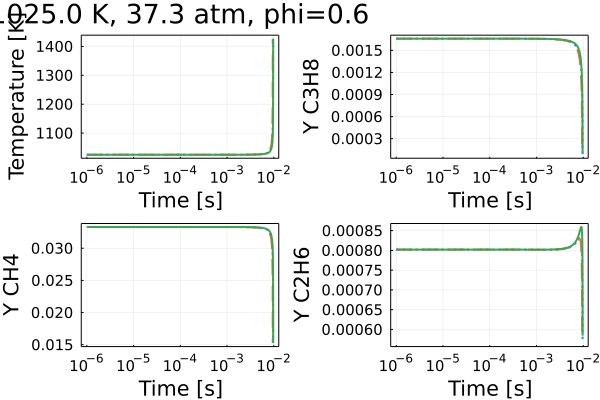 1025.0 K, 37.3 atm, phi=0.6
Temperature [K]
1400
1300
1200
1100
10⁻⁶ 10⁻⁵ 10⁻⁴ 10⁻³ 10⁻²
Time [s]
Y C3H8
0.0015
0.0012
0.0009
0.0006
0.0003
10⁻⁶ 10⁻⁵ 10⁻⁴ 10⁻³ 10⁻²
Time [s]
Y CH4
0.030
0.025
0.020
0.015
10⁻⁶ 10⁻⁵ 10⁻⁴ 10⁻³ 10⁻²
Time [s]
Y C2H6
0.00085
0.00080
0.00075
0.00070
0.00065
0.00060
10⁻⁶ 10⁻⁵ 10⁻⁴ 10⁻³ 10⁻²
Time [s]